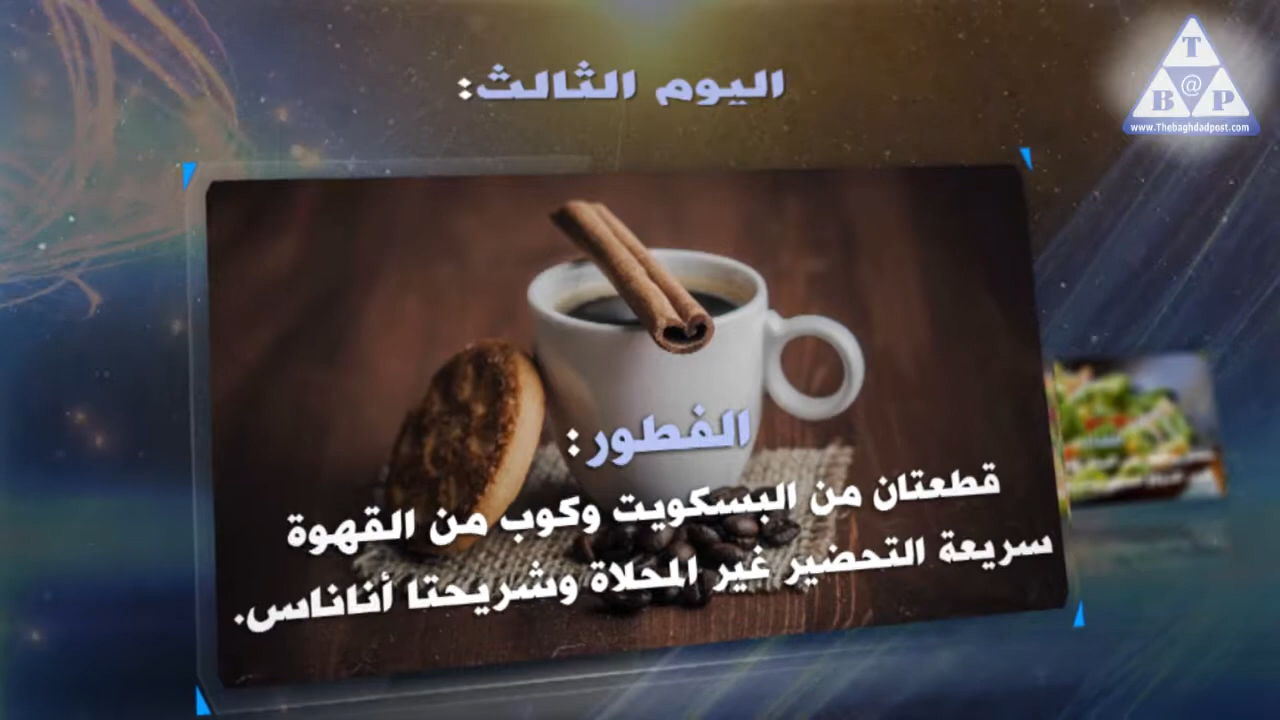 اليوم الثالث:
T
@
B P
www.Thebaghdadpost.com
الفطور:
قطعتان من البسكويت وكوب من القهوة
سريعة التحضير غير المحلاة وشريحتا أناناس.